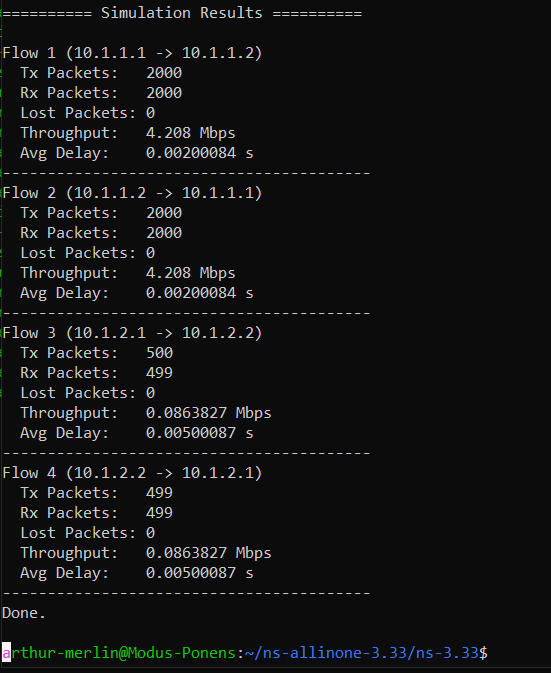 ========== Simulation Results ==========
Flow 1 (10.1.1.1 -> 10.1.1.2)
  Tx Packets:   2000
  Rx Packets:   2000
  Lost Packets: 0
  Throughput:   4.208 Mbps
  Avg Delay:    0.00200084 s
-----------------------------------------
Flow 2 (10.1.1.2 -> 10.1.1.1)
  Tx Packets:   2000
  Rx Packets:   2000
  Lost Packets: 0
  Throughput:   4.208 Mbps
  Avg Delay:    0.00200084 s
-----------------------------------------
Flow 3 (10.1.2.1 -> 10.1.2.2)
  Tx Packets:   500
  Rx Packets:   499
  Lost Packets: 0
  Throughput:   0.0863827 Mbps
  Avg Delay:    0.00500087 s
-----------------------------------------
Flow 4 (10.1.2.2 -> 10.1.2.1)
  Tx Packets:   499
  Rx Packets:   499
  Lost Packets: 0
  Throughput:   0.0863827 Mbps
  Avg Delay:    0.00500087 s
-----------------------------------------
Done.
arthur-merlin@Modus-Ponens:~/ns-allinone-3.33/ns-3.33$